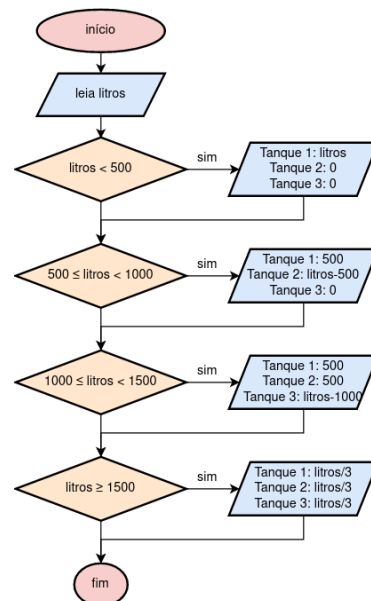 início
leia litros
litros < 500
sim
Tanque 1: litros
Tanque 2: 0
Tanque 3: 0
500 ≤ litros < 1000
sim
Tanque 1: 500
Tanque 2: litros-500
Tanque 3: 0
1000 ≤ litros < 1500
sim
Tanque 1: 500
Tanque 2: 500
Tanque 3: litros-1000
litros ≥ 1500
sim
Tanque 1: litros/3
Tanque 2: litros/3
Tanque 3: litros/3
fim